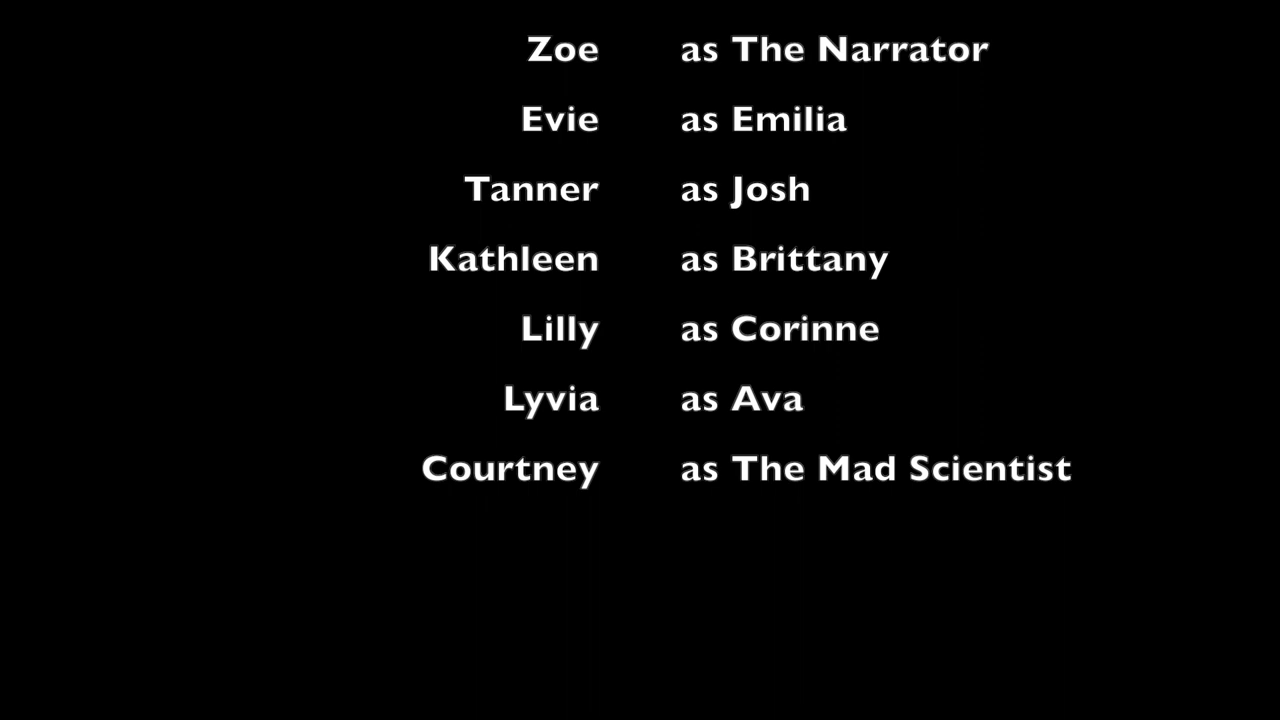 Zoe as The Narrator
Evie as Emilia
Tanner as Josh
Kathleen as Brittany
Lilly as Corinne
Lyvia as Ava
Courtney as The Mad Scientist